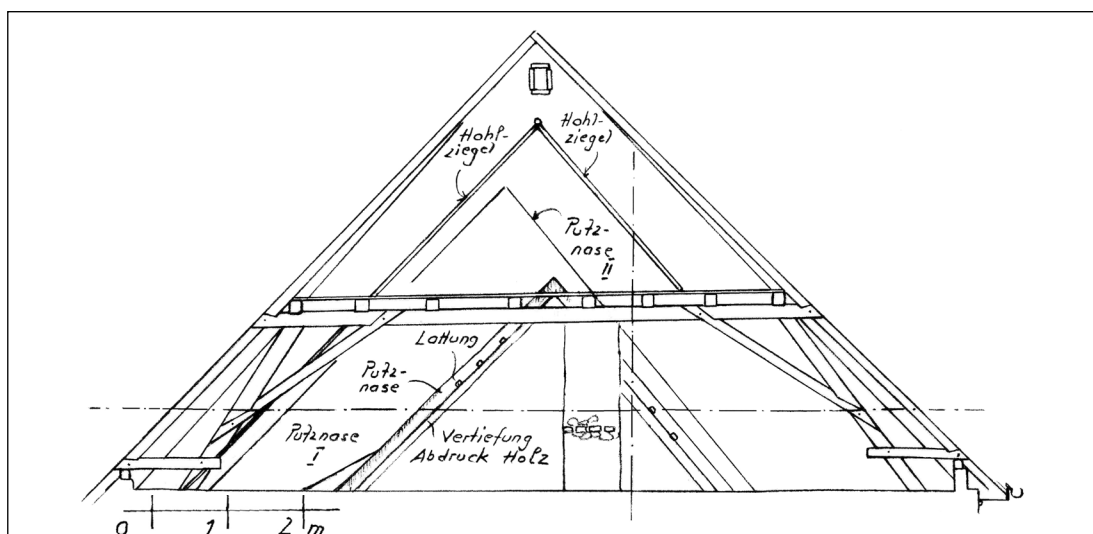 Hohl-
ziegel
Hohl-
ziegel
Putz-
nase
II
Lattung
Putz-
nase
Putznase
I
Vertiefung
Abdruck Holz
0 1 2 m